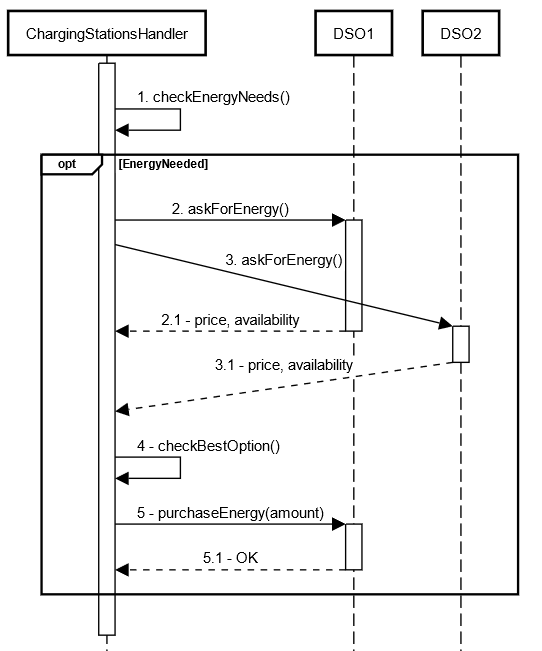 ChargingStationsHandler
DSO1
DSO2
1. checkEnergyNeeds()
opt
[EnergyNeeded]
2. askForEnergy()
3. askForEnergy()
2.1 - price, availability
3.1 - price, availability
4 - checkBestOption()
5 - purchaseEnergy(amount)
5.1 - OK